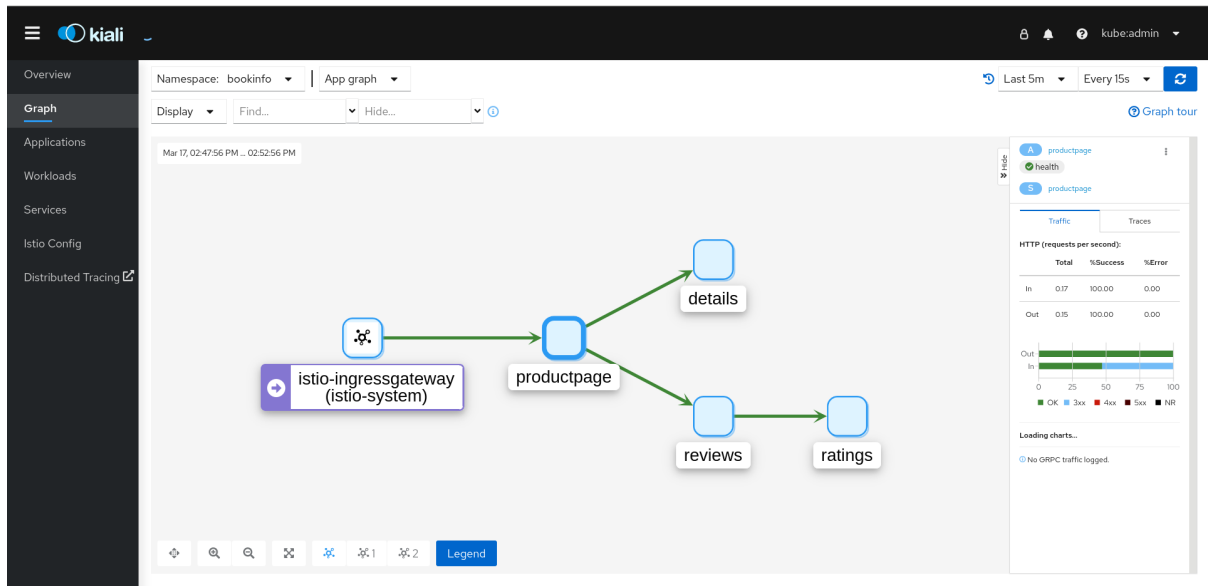 kiali
kube:admin
Overview
Graph
Applications
Workloads
Services
Istio Config
Distributed Tracing
Namespace: bookinfo
App graph
Last 5m
Every 15s
Display
Find...
Hide...
Graph tour
Mar 17, 02:47:56 PM ... 02:52:56 PM
details
istio-ingressgateway
(istio-system)
productpage
reviews
ratings
1
2
Legend
Hide
A productpage
health
S productpage
Traffic Traces
HTTP (requests per second):
Total %Success %Error
In 0.17 100.00 0.00
Out 0.15 100.00 0.00
Out
In
0 25 50 75 100
OK 3xx 4xx 5xx NR
Loading charts...
No GRPC traffic logged.